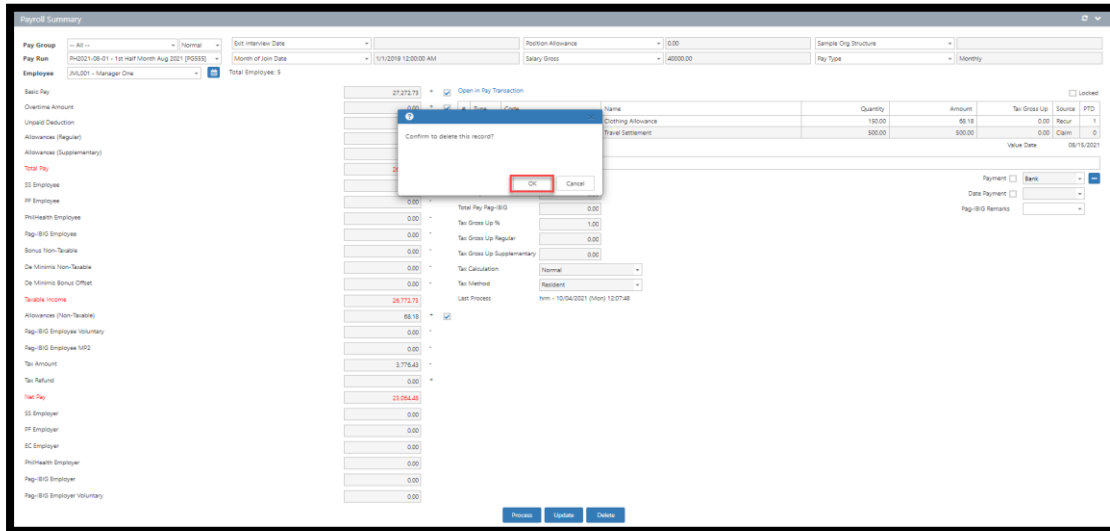 Payroll Summary
Pay Group -- All -- Normal Exit Interview Date Position Allowance 0.00 Sample Org Structure
Pay Run PH2021-08-01 - 1st Half Month Aug 2021 [PGSSS] Month of Join Date 1/1/2019 12:00:00 AM Salary Gross 40000.00 Pay Type Monthly
Employee JML001 - Manager One Total Employee: 5
Basic Pay 27,272.73 * Open in Pay Transaction Locked
Overtime Amount 0.00 * # Type Code Name Quantity Amount Tax Gross Up Source PTD
Unpaid Deduction Clothing Allowance 150.00 68.18 0.00 Recur 1
Allowances (Regular) Travel Settlement 500.00 500.00 0.00 Claim 0
Allowances (Supplementary) Value Date 08/15/2021
Confirm to delete this record?
OK Cancel
Total Pay
SS Employee Payment Bank
PF Employee 0.00 Date Payment
PhilHealth Employee 0.00 Total Pay Pag-IBIG 0.00 Pag-IBIG Remarks
Tax Gross Up % 1.00
Pag-IBIG Employee 0.00 Tax Gross Up Regular 0.00
Bonus Non-Taxable 0.00 Tax Gross Up Supplementary 0.00
De Minimis Non-Taxable 0.00 Tax Calculation Normal
De Minimis Bonus Offset 0.00 Tax Method Resident
Taxable Income 26,772.73 Last Process hrm - 10/04/2021 (Mon) 12:07:48
Allowances (Non-Taxable) 68.18 *
Pag-IBIG Employee Voluntary 0.00
Pag-IBIG Employee MP2 0.00
Tax Amount 3,776.43
Tax Refund 0.00 *
Net Pay 23,064.48
SS Employer 0.00
PF Employer 0.00
EC Employer 0.00
PhilHealth Employer 0.00
Pag-IBIG Employer 0.00
Pag-IBIG Employer Voluntary 0.00
Process Update Delete